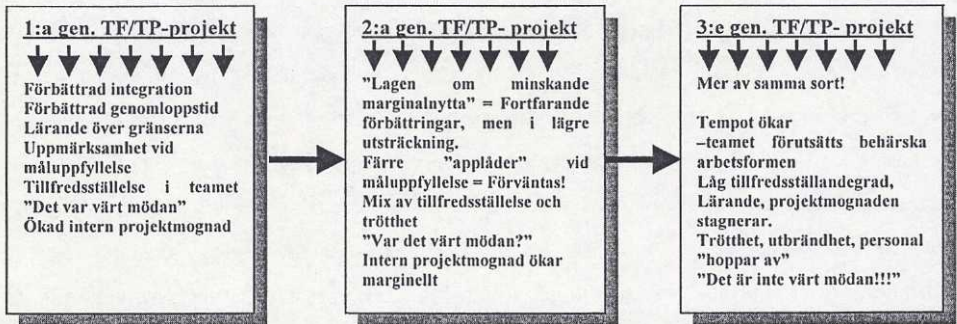 1:a gen. TF/TP-projekt
Förbättrad integration
Förbättrad genomloppstid
Lärande över gränserna
Uppmärksamhet vid
måluppfyllelse
Tillfredsställelse i teamet
"Det var värt mödan"
Ökad intern projektmognad
2:a gen. TF/TP- projekt
"Lagen om minskande
marginalnytta" = Fortfarande
förbättringar, men i lägre
utsträckning.
Färre "applåder" vid
måluppfyllelse = Förväntas!
Mix av tillfredsställelse och
trötthet
"Var det värt mödan?"
Intern projektmognad ökar
marginellt
3:e gen. TF/TP- projekt
Mer av samma sort!
Tempot ökar
–teamet förutsätts behärska
arbetsformen
Låg tillfredsställandegrad,
Lärande, projektmognaden
stagnerar.
Trötthet, utbrändhet, personal
"hoppar av"
"Det är inte värt mödan!!!"